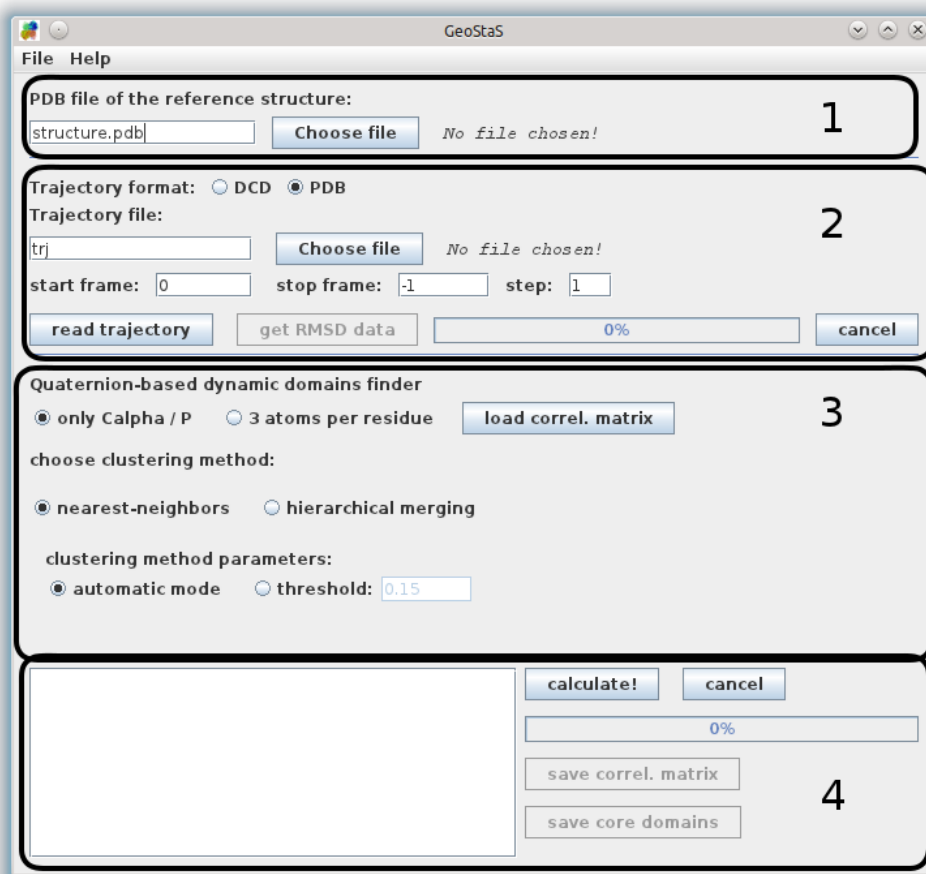 GeoStaS
File Help
PDB file of the reference structure:
structure.pdb Choose file No file chosen! 1
Trajectory format: DCD PDB
Trajectory file: 2
trj Choose file No file chosen!
start frame: 0 stop frame: -1 step: 1
read trajectory get RMSD data 0% cancel
Quaternion-based dynamic domains finder
only Calpha / P 3 atoms per residue load correl. matrix 3
choose clustering method:
nearest-neighbors hierarchical merging
clustering method parameters:
automatic mode threshold: 0.15
calculate! cancel
0%
save correl. matrix
save core domains 4